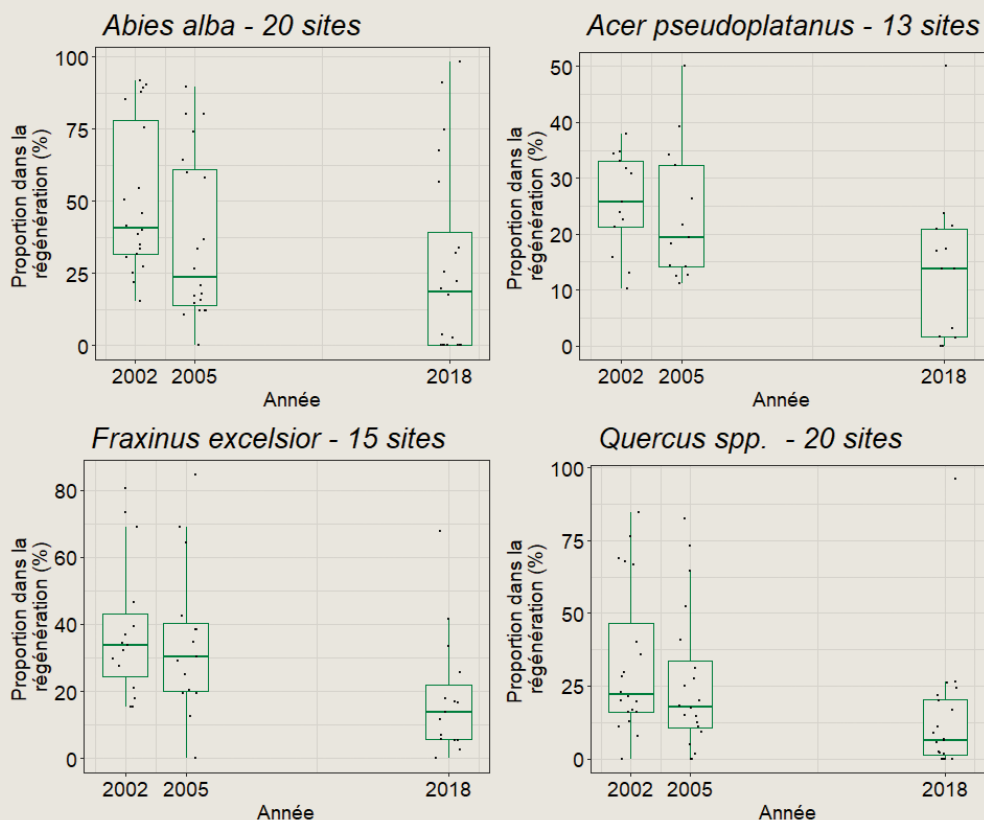 Abies alba - 20 sites
Proportion dans la
régénération (%)
100
75
50
25
0
2002 2005 2018
Année
Acer pseudoplatanus - 13 sites
Proportion dans la
régénération (%)
50
40
30
20
10
0
2002 2005 2018
Année
Fraxinus excelsior - 15 sites
Proportion dans la
régénération (%)
80
60
40
20
0
2002 2005 2018
Année
Quercus spp. - 20 sites
Proportion dans la
régénération (%)
100
75
50
25
0
2002 2005 2018
Année